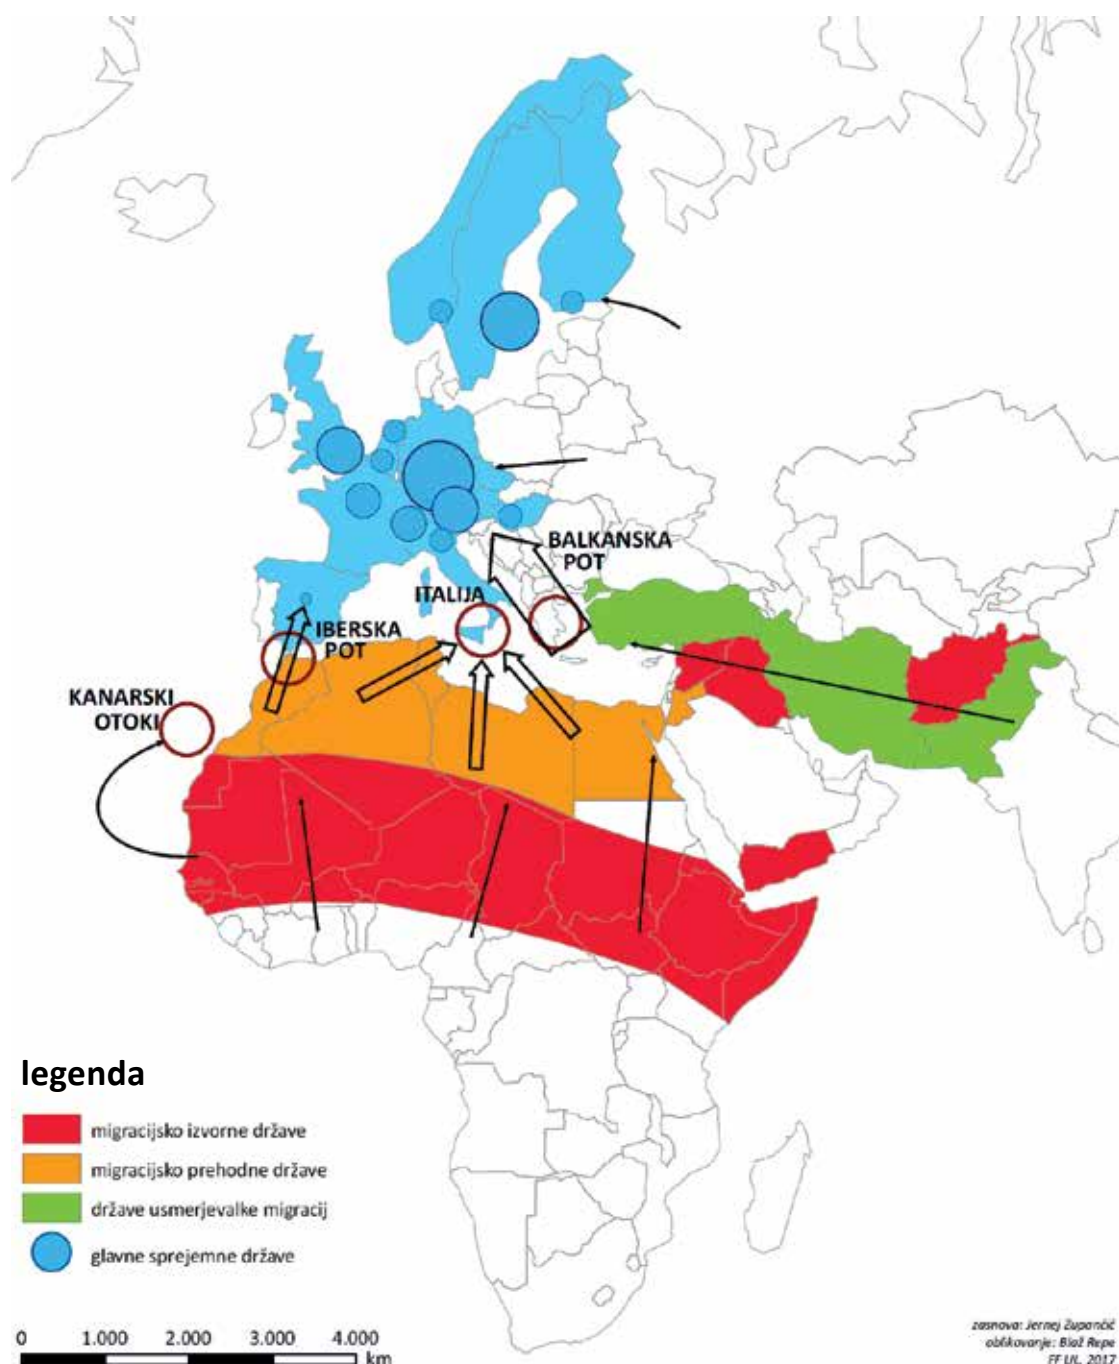 BALKANSKA
POT
ITALIJA
IBERSKA
POT
KANARSKI
OTOKI
legenda
migracijsko izvorne države
migracijsko prehodne države
države usmerjevalke migracij
glavne sprejemne države
0 1.000 2.000 3.000 4.000
km
zasnova: Jernej Zupančič
oblikovanje: Blaž Repe
FF UL, 2017